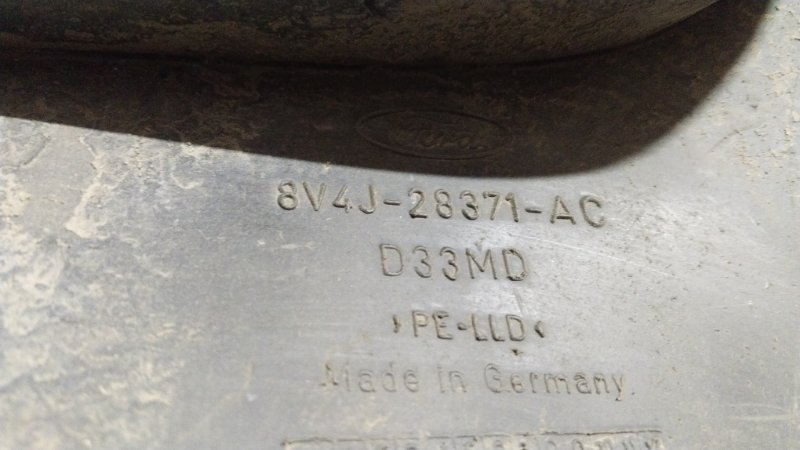 Ford
8V4J-28371-AC
D33MD
>PE-LLD<
Made in Germany